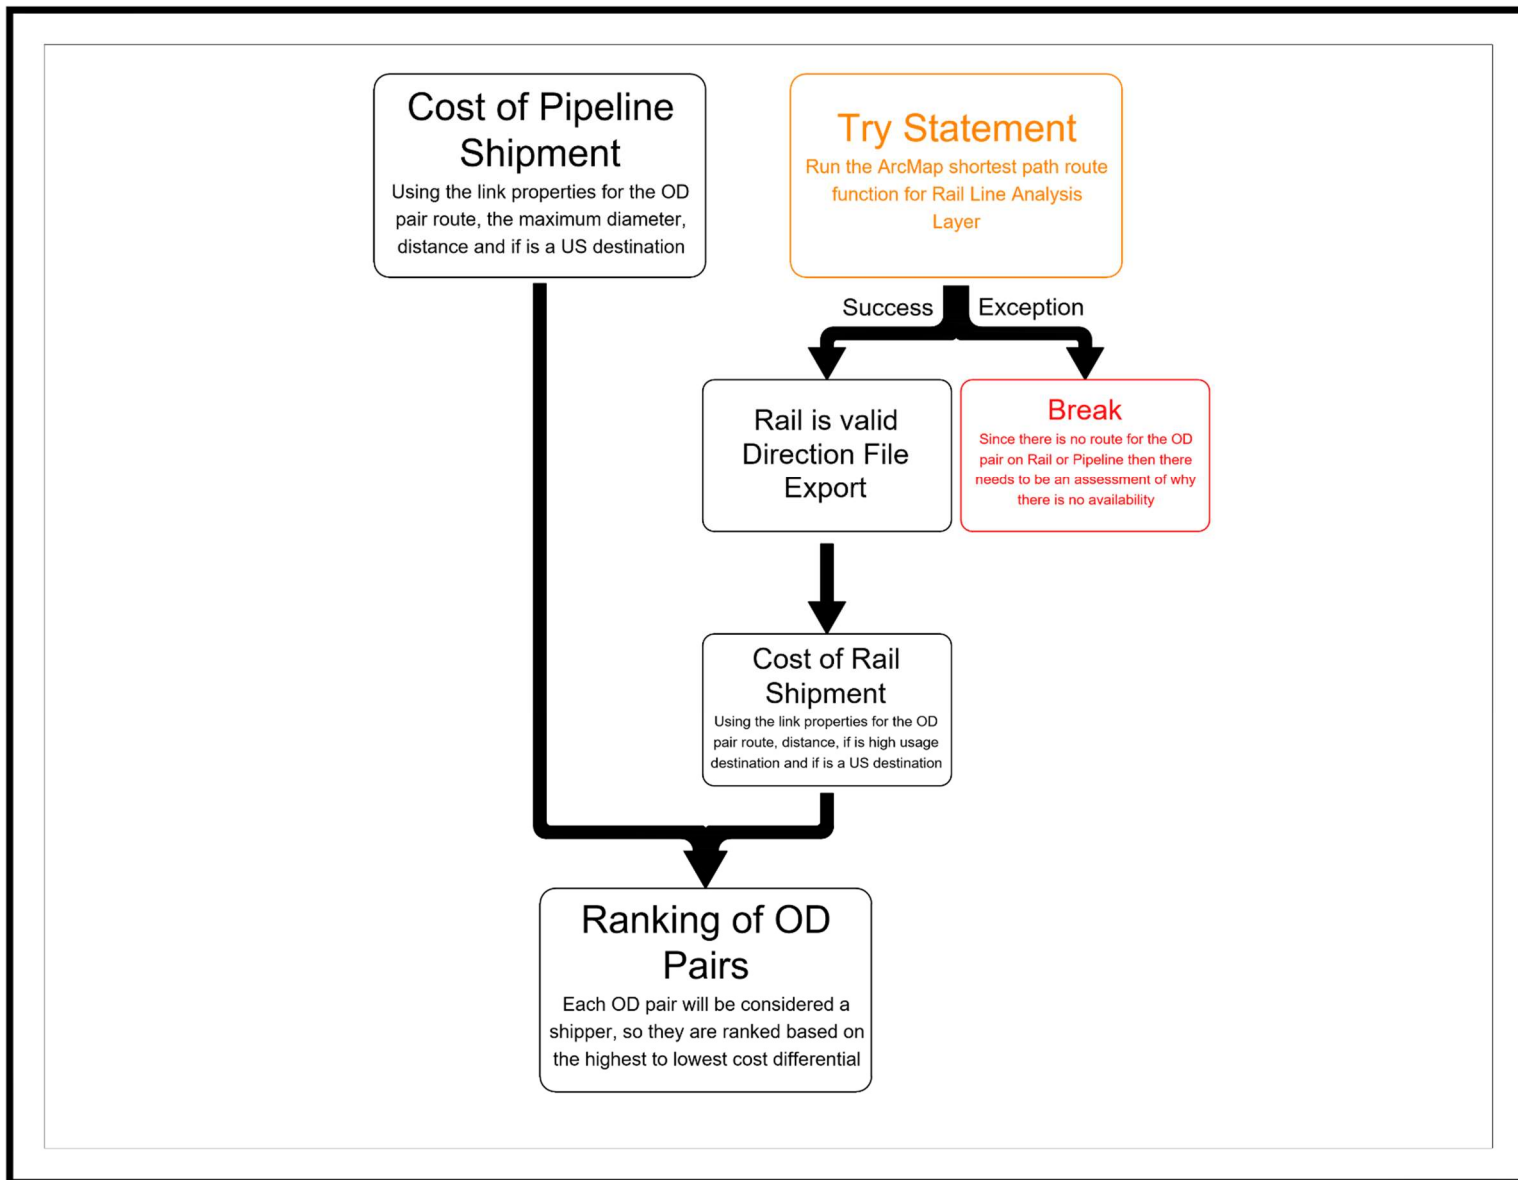 Cost of Pipeline
Shipment
Using the link properties for the OD
pair route, the maximum diameter,
distance and if is a US destination
Try Statement
Run the ArcMap shortest path route
function for Rail Line Analysis
Layer
Success
Exception
Rail is valid
Direction File
Export
Break
Since there is no route for the OD
pair on Rail or Pipeline then there
needs to be an assessment of why
there is no availability
Cost of Rail
Shipment
Using the link properties for the OD
pair route, distance, if is high usage
destination and if is a US destination
Ranking of OD
Pairs
Each OD pair will be considered a
shipper, so they are ranked based on
the highest to lowest cost differential